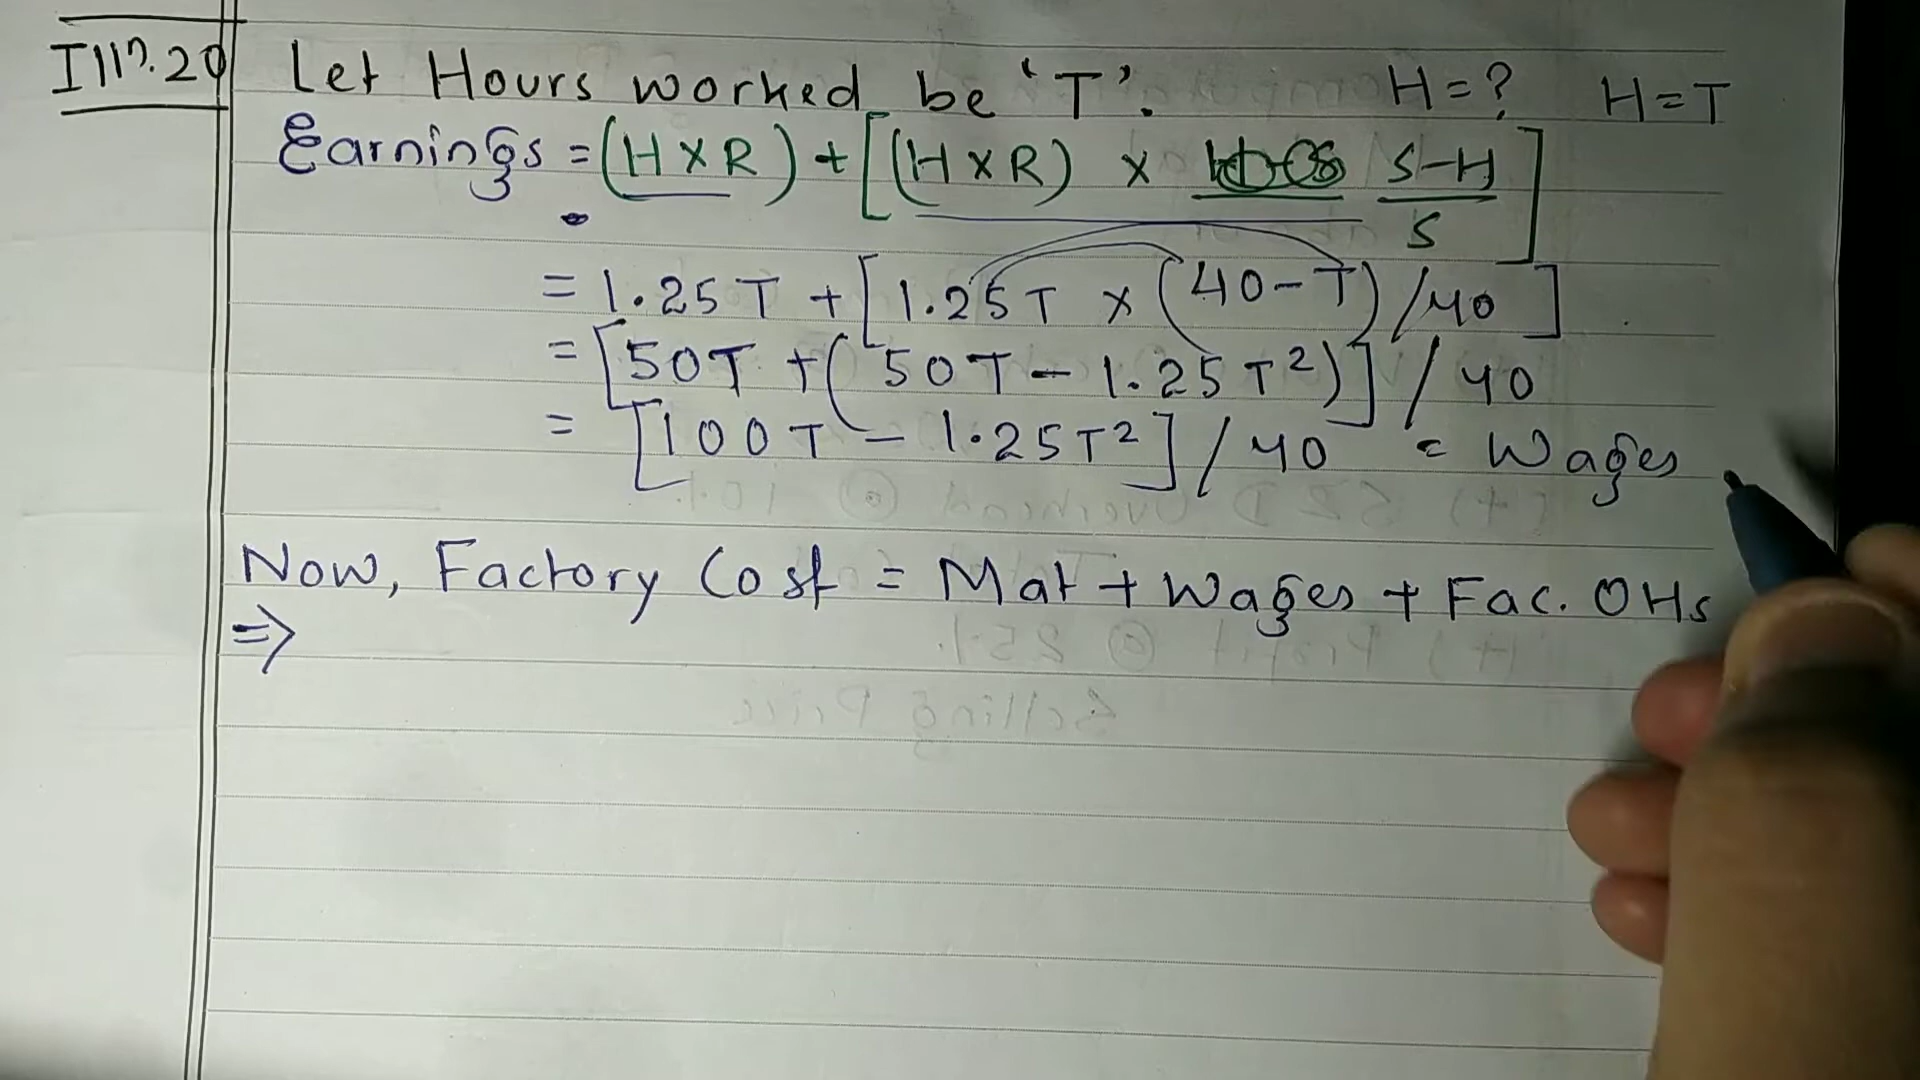 Illn.20 Let Hours worked be 'T'. H=? H=T
Earnings = (H×R) + [(H×R) × S-H/S]
= 1.25T + [1.25T × (40-T)/40]
= [50T + (50T - 1.25T²)]/40
= [100T - 1.25T²]/40 = Wages
Now, Factory Cost = Mat + Wages + Fac. OHs
⇒